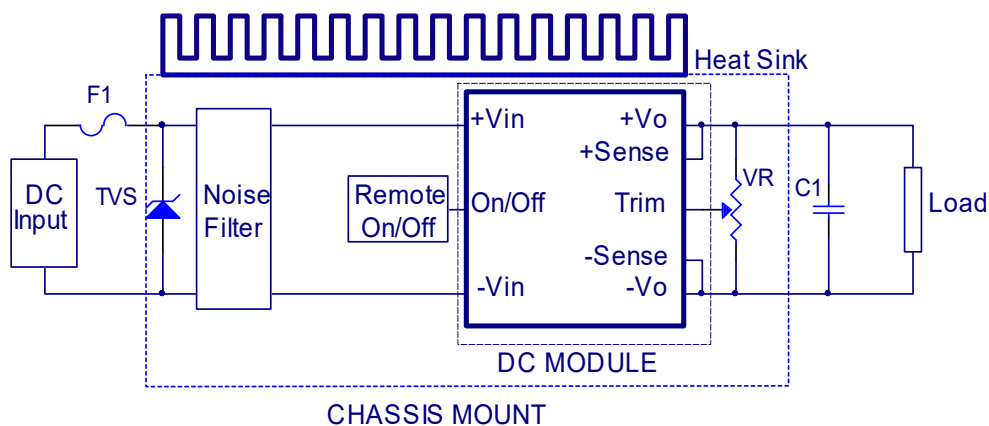 Heat Sink
F1
+Vin
+Vo
+Sense
DC
Input
TVS
Noise
Filter
Remote
On/Off
On/Off
Trim
VR
C1
Load
-Sense
-Vin
-Vo
DC MODULE
CHASSIS MOUNT